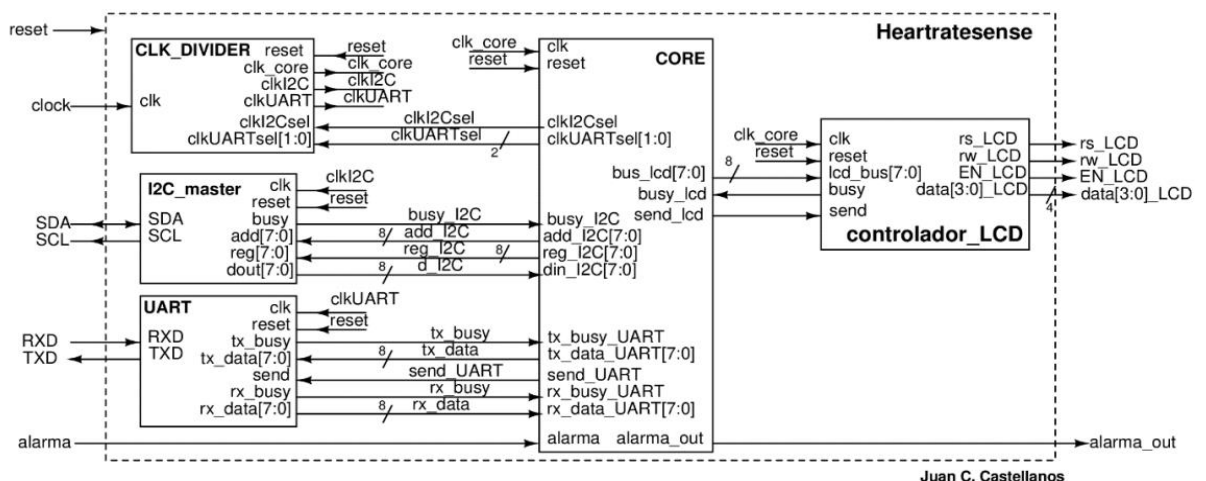 reset
Heartratesense
CLK_DIVIDER
reset
reset
clk_core
clk_core
clkI2C
clkI2C
clkUART
clkUART
clock
clk
clkI2Csel
clkI2Csel
clkI2Csel
clkUARTsel[1:0]
clkUARTsel
2
clkUARTsel[1:0]
clk_core
clk
reset
reset
CORE
I2C_master
clk
clkI2C
reset
reset
SDA
SDA
busy
busy_I2C
busy_I2C
SCL
SCL
add[7:0]
8
add_I2C
add_I2C[7:0]
reg[7:0]
reg_I2C
8
reg_I2C[7:0]
dout[7:0]
8
d_I2C
din_I2C[7:0]
UART
clk
clkUART
reset
reset
RXD
RXD
tx_busy
tx_busy
tx_busy_UART
TXD
TXD
tx_data[7:0]
8
tx_data
tx_data_UART[7:0]
send
send_UART
send_UART
rx_busy
rx_busy
rx_busy_UART
rx_data[7:0]
8
rx_data
rx_data_UART[7:0]
alarma
alarma
alarma_out
alarma_out
bus_lcd[7:0]
8
busy_lcd
send_lcd
clk_core
clk
reset
reset
lcd_bus[7:0]
busy
send
rs_LCD
rs_LCD
rw_LCD
rw_LCD
EN_LCD
EN_LCD
data[3:0]_LCD
4
data[3:0]_LCD
controlador_LCD
Juan C. Castellanos